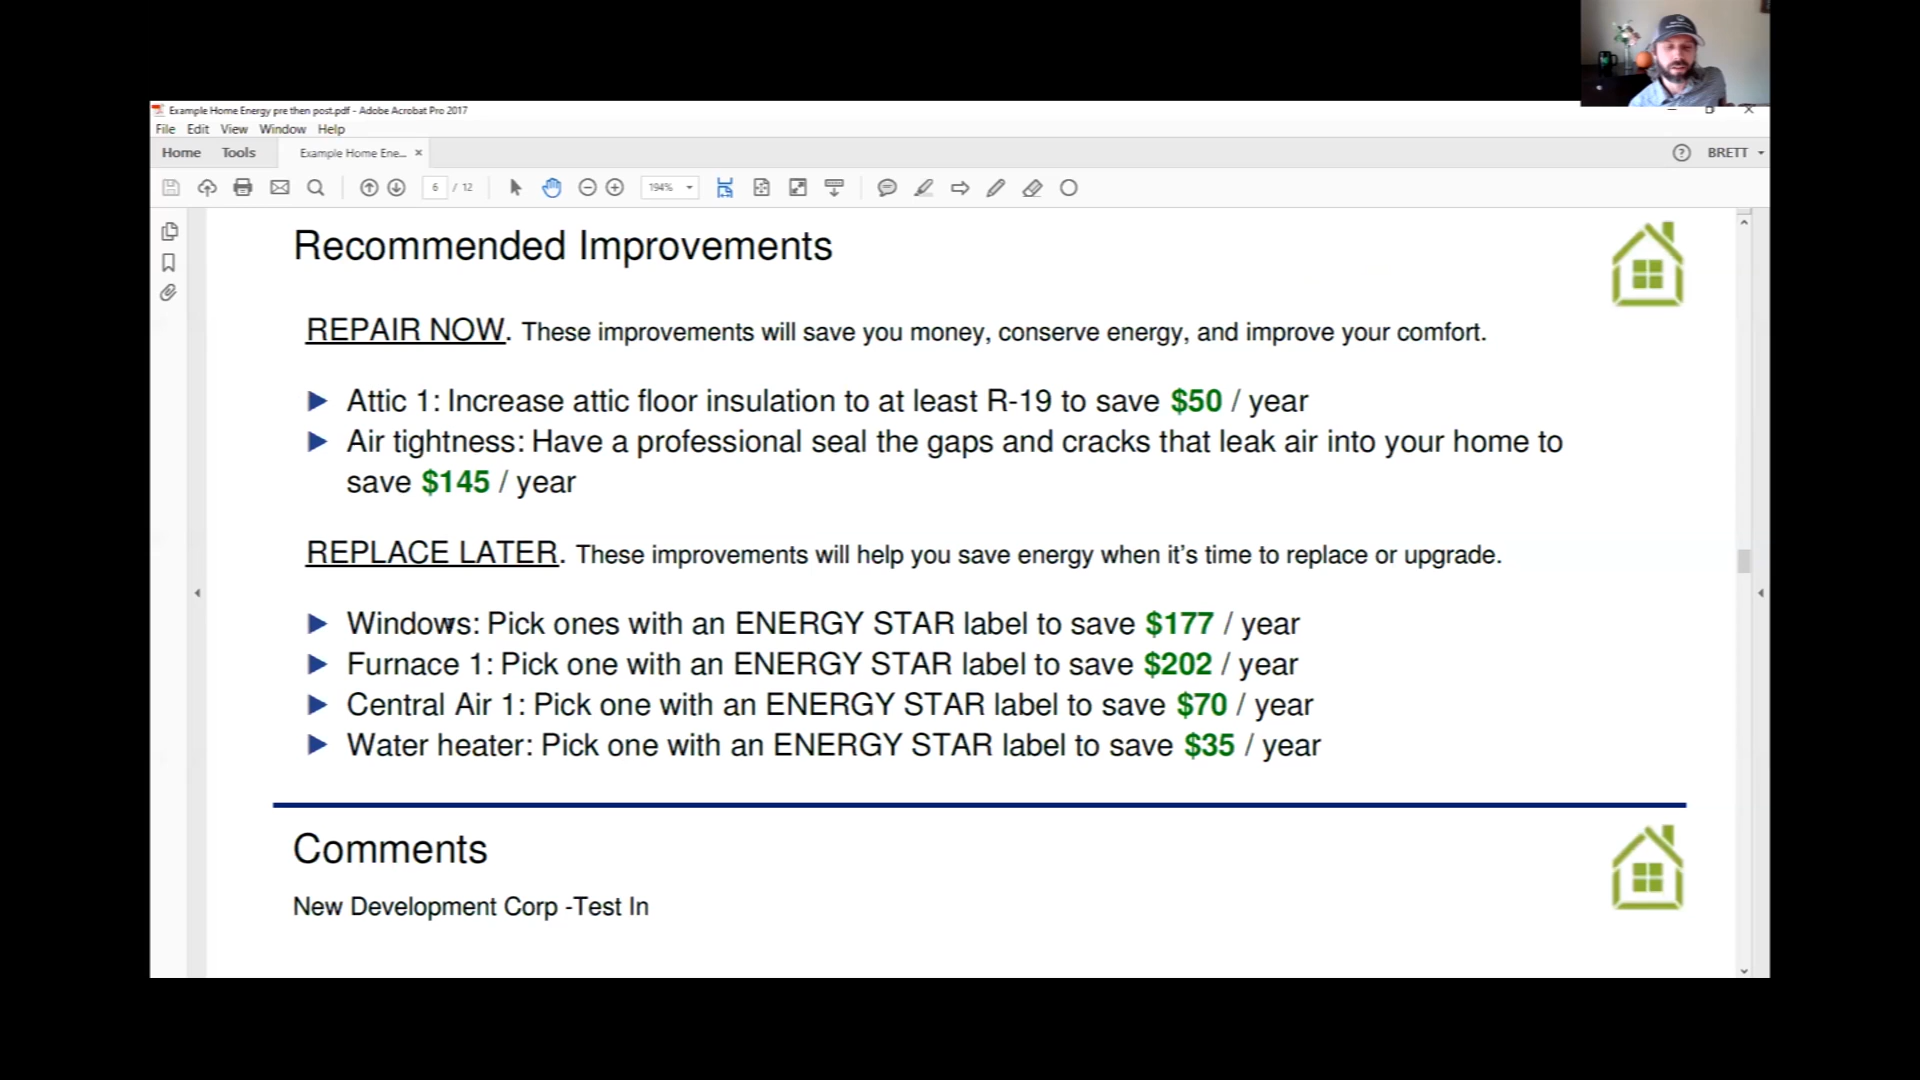 Example Home Energy pre then post.pdf - Adobe Acrobat Pro 2017
File Edit View Window Help
Home Tools Example Home Ene... × BRETT
6 / 12 194%
Recommended Improvements
REPAIR NOW. These improvements will save you money, conserve energy, and improve your comfort.
Attic 1: Increase attic floor insulation to at least R-19 to save $50 / year
Air tightness: Have a professional seal the gaps and cracks that leak air into your home to
save $145 / year
REPLACE LATER. These improvements will help you save energy when it's time to replace or upgrade.
Windows: Pick ones with an ENERGY STAR label to save $177 / year
Furnace 1: Pick one with an ENERGY STAR label to save $202 / year
Central Air 1: Pick one with an ENERGY STAR label to save $70 / year
Water heater: Pick one with an ENERGY STAR label to save $35 / year
Comments
New Development Corp -Test In